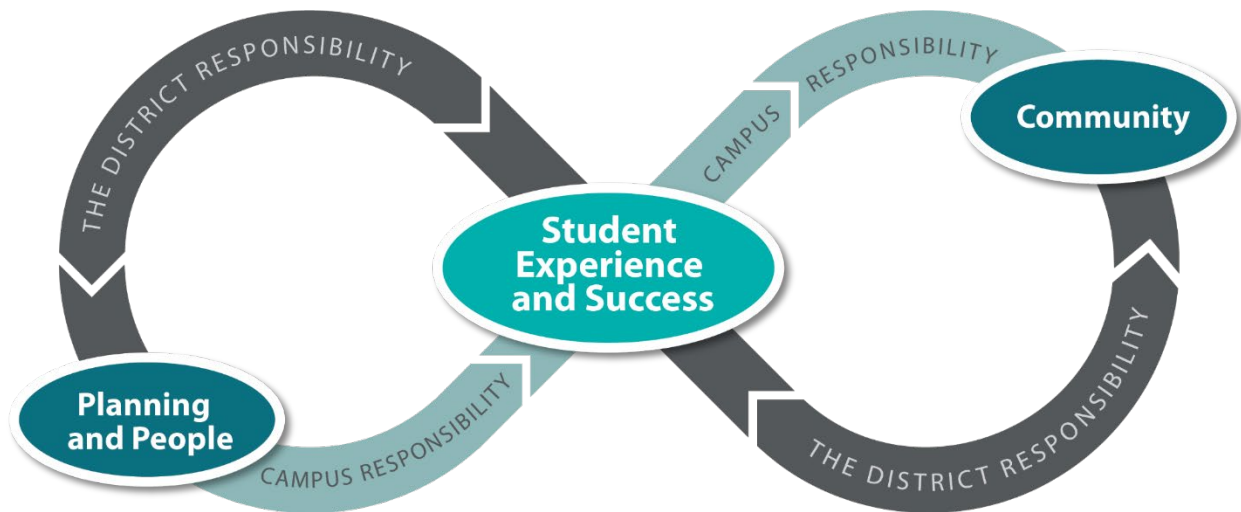 THE DISTRICT RESPONSIBILITY
CAMPUS RESPONSIBILITY
Community
Student
Experience
and Success
Planning
and People
CAMPUS RESPONSIBILITY
THE DISTRICT RESPONSIBILITY